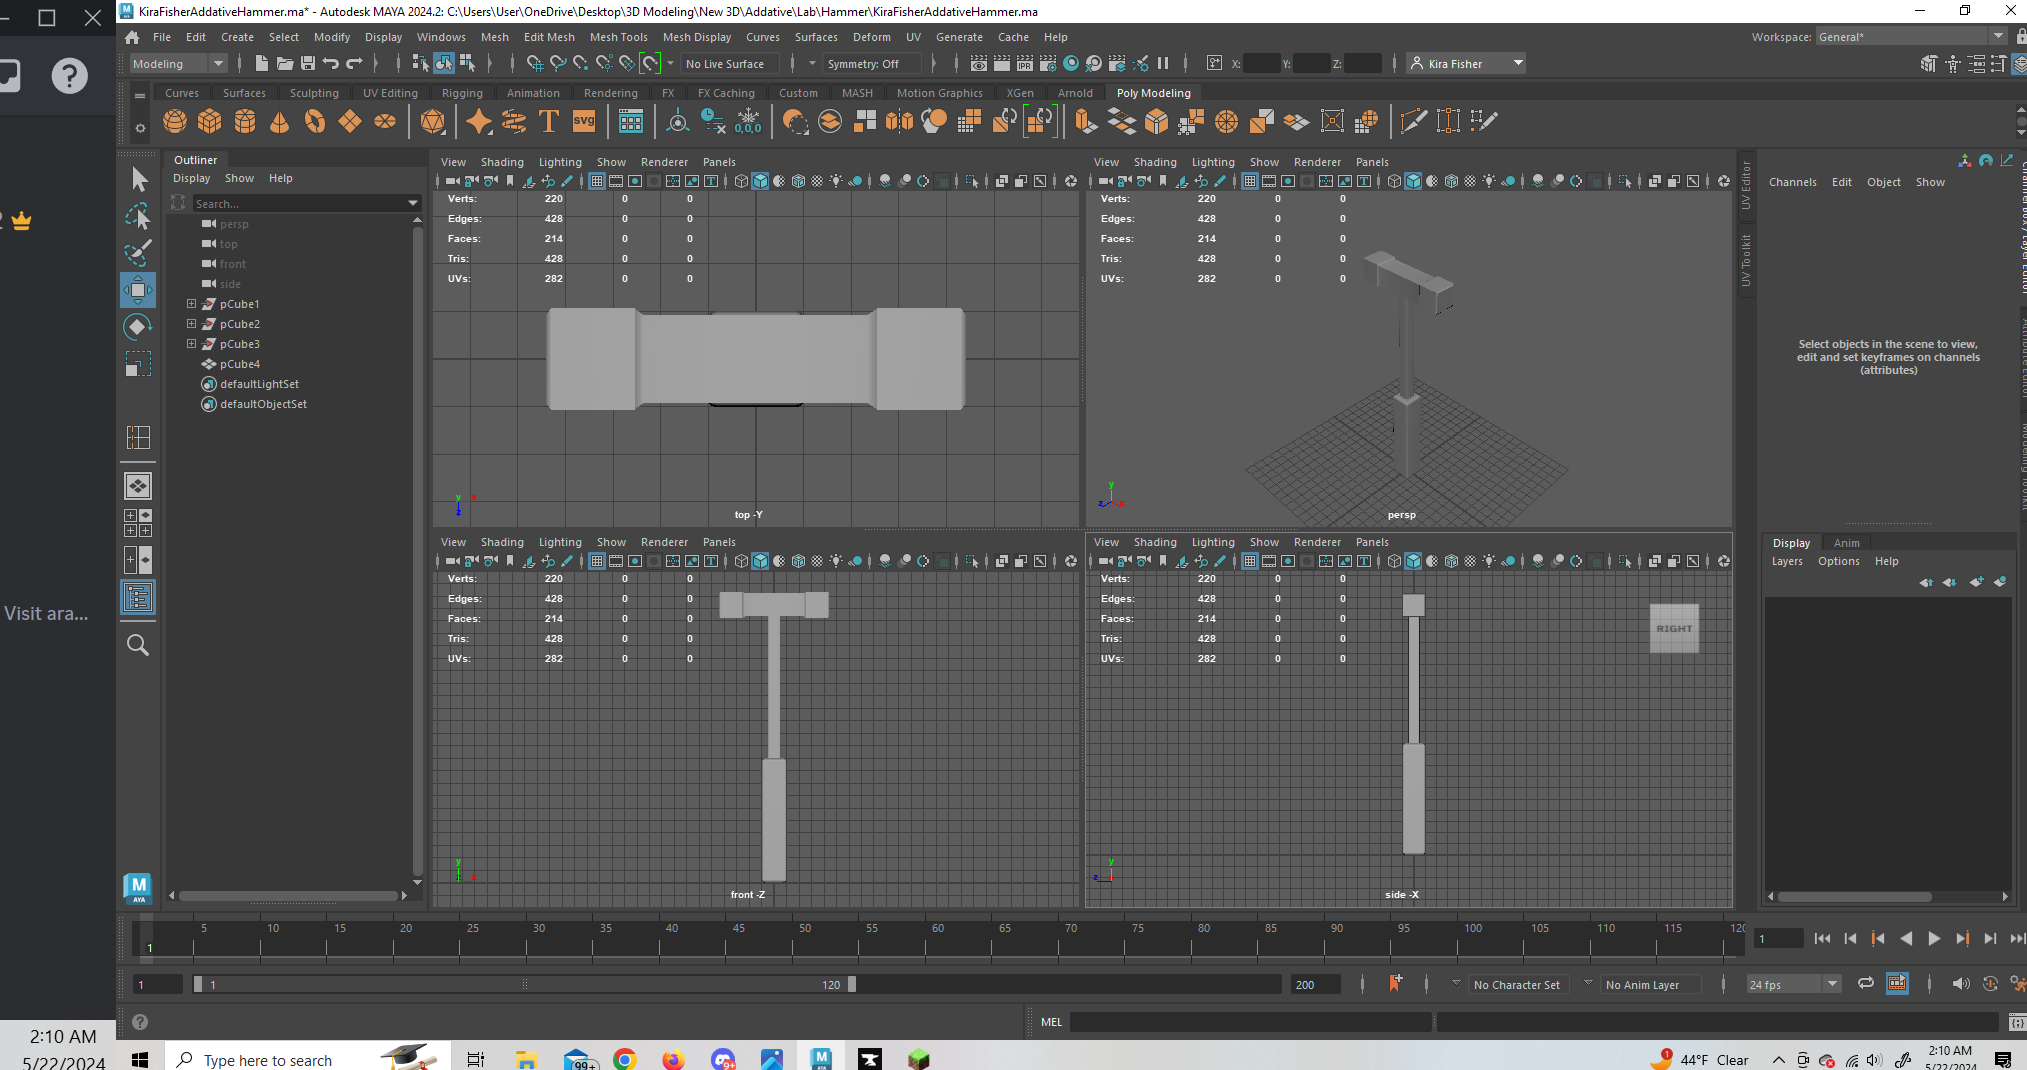 KiraFisherAddativeHammer.ma* - Autodesk MAYA 2024.2: C:\Users\User\OneDrive\Desktop\3D Modeling\New 3D\Addative\Lab\Hammer\KiraFisherAddativeHammer.ma
File Edit Create Select Modify Display Windows Mesh Edit Mesh Mesh Tools Mesh Display Curves Surfaces Deform UV Generate Cache Help
Workspace: General*
Modeling
No Live Surface
Symmetry: Off
X: Y: Z:
Kira Fisher
Curves Surfaces Sculpting UV Editing Rigging Animation Rendering FX FX Caching Custom MASH Motion Graphics XGen Arnold Poly Modeling
Outliner
Display Show Help
Search...
persp
top
front
side
pCube1
pCube2
pCube3
pCube4
defaultLightSet
defaultObjectSet
View Shading Lighting Show Renderer Panels
Verts: 220 0 0
Edges: 428 0 0
Faces: 214 0 0
Tris: 428 0 0
UVs: 282 0 0
top -Y
View Shading Lighting Show Renderer Panels
Verts: 220 0 0
Edges: 428 0 0
Faces: 214 0 0
Tris: 428 0 0
UVs: 282 0 0
persp
View Shading Lighting Show Renderer Panels
Verts: 220 0 0
Edges: 428 0 0
Faces: 214 0 0
Tris: 428 0 0
UVs: 282 0 0
front -Z
View Shading Lighting Show Renderer Panels
Verts: 220 0 0
Edges: 428 0 0
Faces: 214 0 0
Tris: 428 0 0
UVs: 282 0 0
RIGHT
side -X
UV Editor
UV Toolkit
Channels Edit Object Show
Select objects in the scene to view,
edit and set keyframes on channels
(attributes)
Display Anim
Layers Options Help
Visit ara...
5 10 15 20 25 30 35 40 45 50 55 60 65 70 75 80 85 90 95 100 105 110 115 120
1
1
1
1
120
200
No Character Set
No Anim Layer
24 fps
MEL
2:10 AM
5/22/2024
Type here to search
99+
44°F Clear
2:10 AM
5/22/2024